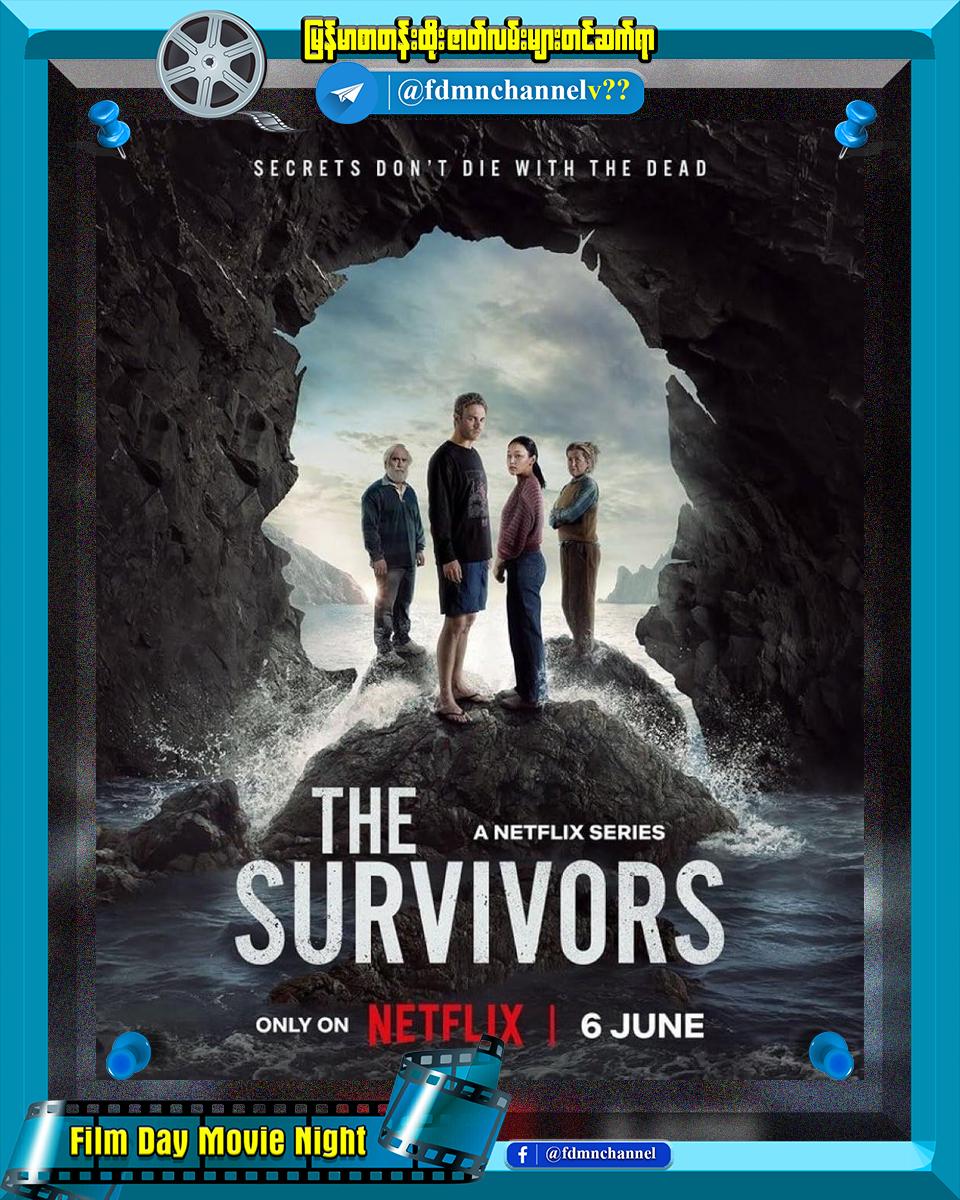 မြန်မာစာတန်းထိုးဇာတ်လမ်းများတင်ဆက်ရာ
@fdmnchannelv??
SECRETS DON'T DIE WITH THE DEAD
THE
A NETFLIX SERIES
SURVIVORS
ONLY ON NETFLIX | 6 JUNE
Film Day Movie Night
f | @fdmnchannel